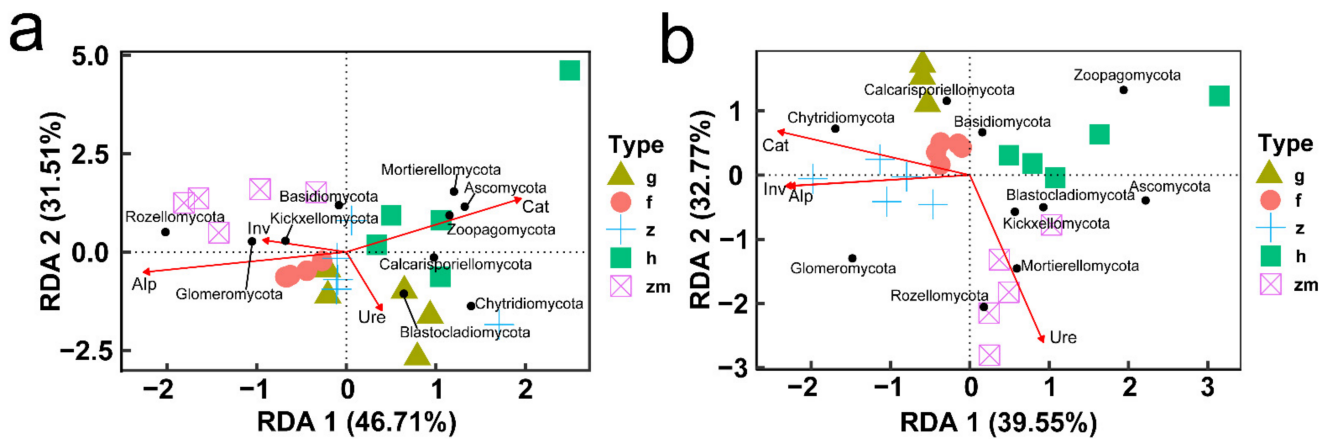 a
5.0
2.5
0.0
−2.5
RDA 2 (31.51%)
−2
−1
0
1
2
RDA 1 (46.71%)
Mortierellomycota
Ascomycota
Basidiomycota
Cat
Rozellomycota
Kickxellomycota
Zoopagomycota
Inv
Calcarisporiellomycota
Alp
Glomeromycota
Chytridiomycota
Ure
Blastocladiomycota
Type
g
f
z
h
zm
b
1
0
−1
−2
−3
RDA 2 (32.77%)
−2
−1
0
1
2
3
RDA 1 (39.55%)
Zoopagomycota
Calcarisporiellomycota
Chytridiomycota
Basidiomycota
Cat
Inv
Alp
Blastocladiomycota
Ascomycota
Kickxellomycota
Glomeromycota
Mortierellomycota
Rozellomycota
Ure
Type
g
f
z
h
zm